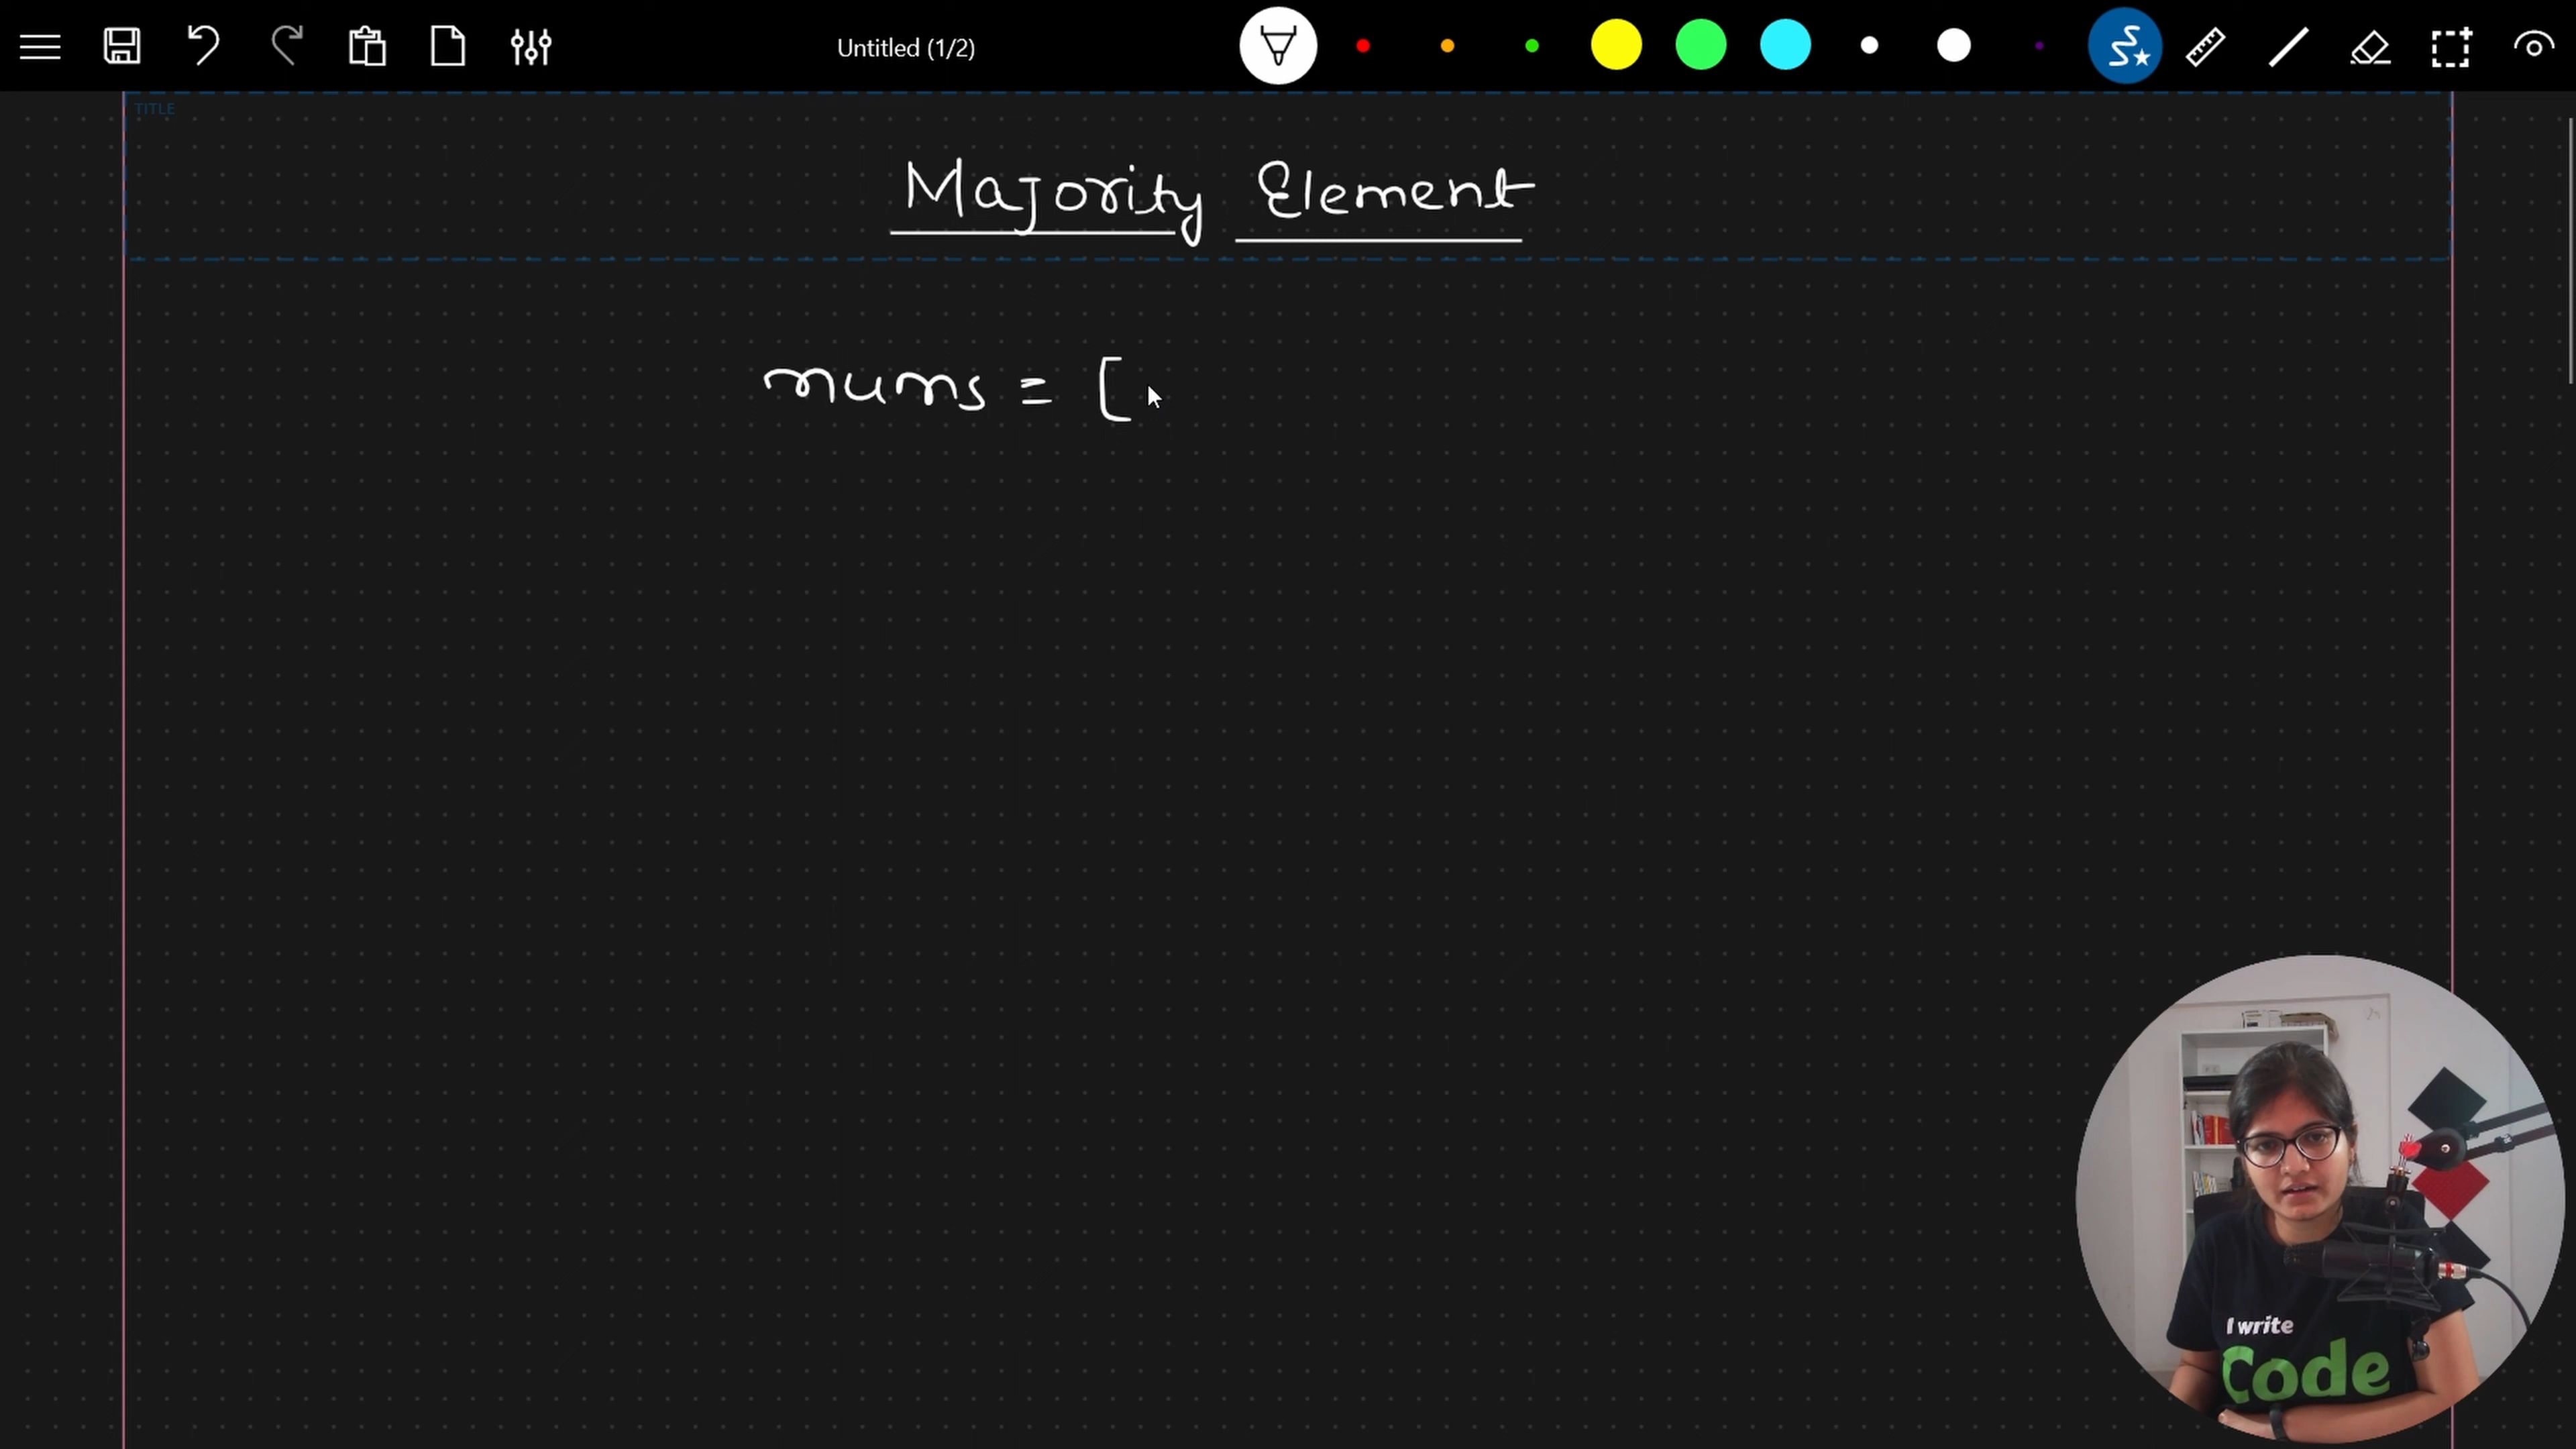 Untitled (1/2)
TITLE
Majority Element
nums = [
I write
Code